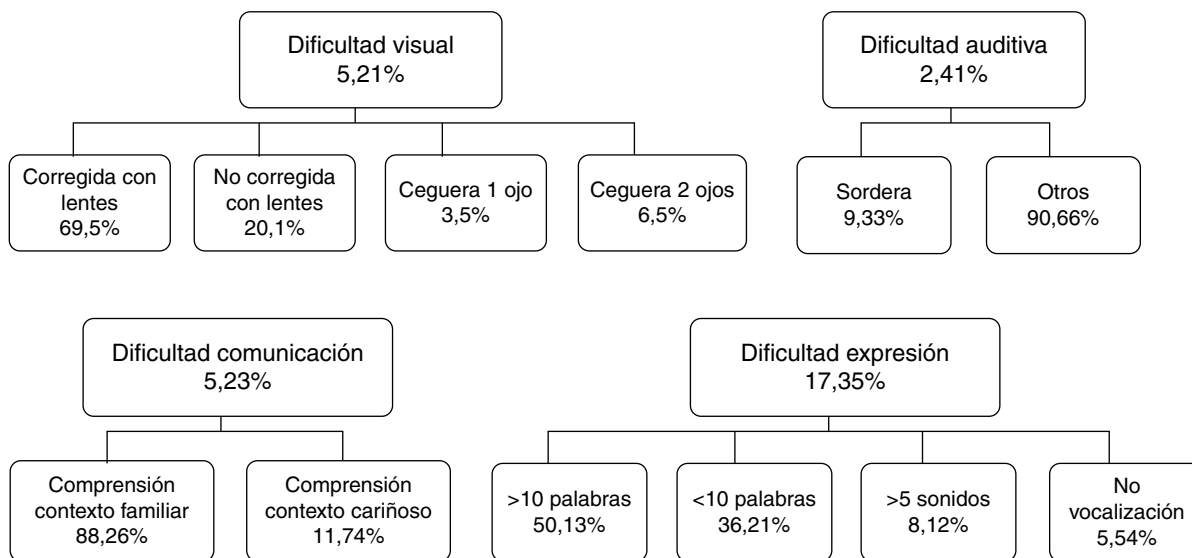 Dificultad visual
5,21%
Dificultad auditiva
2,41%
Corregida con
lentes
69,5%
No corregida
con lentes
20,1%
Ceguera 1 ojo
3,5%
Ceguera 2 ojos
6,5%
Sordera
9,33%
Otros
90,66%
Dificultad comunicación
5,23%
Dificultad expresión
17,35%
Comprensión
contexto familiar
88,26%
Comprensión
contexto cariñoso
11,74%
>10 palabras
50,13%
<10 palabras
36,21%
>5 sonidos
8,12%
No
vocalización
5,54%